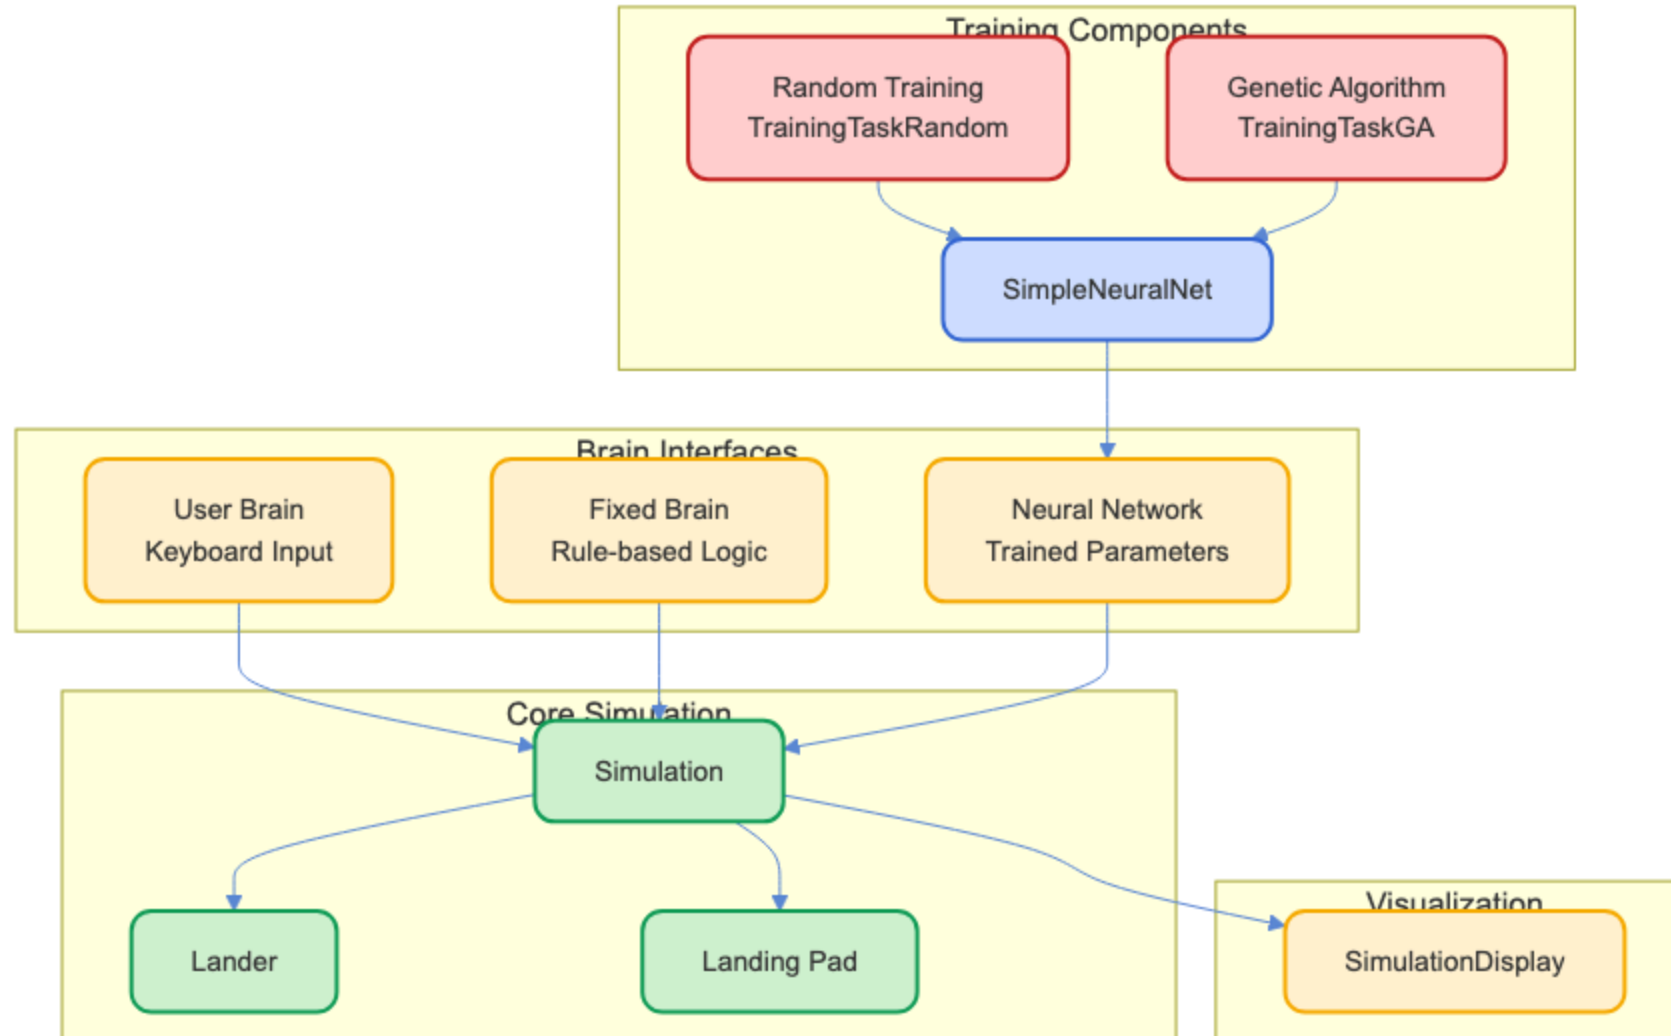 Training Components
Random Training
TrainingTaskRandom
Genetic Algorithm
TrainingTaskGA
SimpleNeuralNet
Brain Interfaces
User Brain
Keyboard Input
Fixed Brain
Rule-based Logic
Neural Network
Trained Parameters
Core Simulation
Simulation
Lander
Landing Pad
Visualization
SimulationDisplay